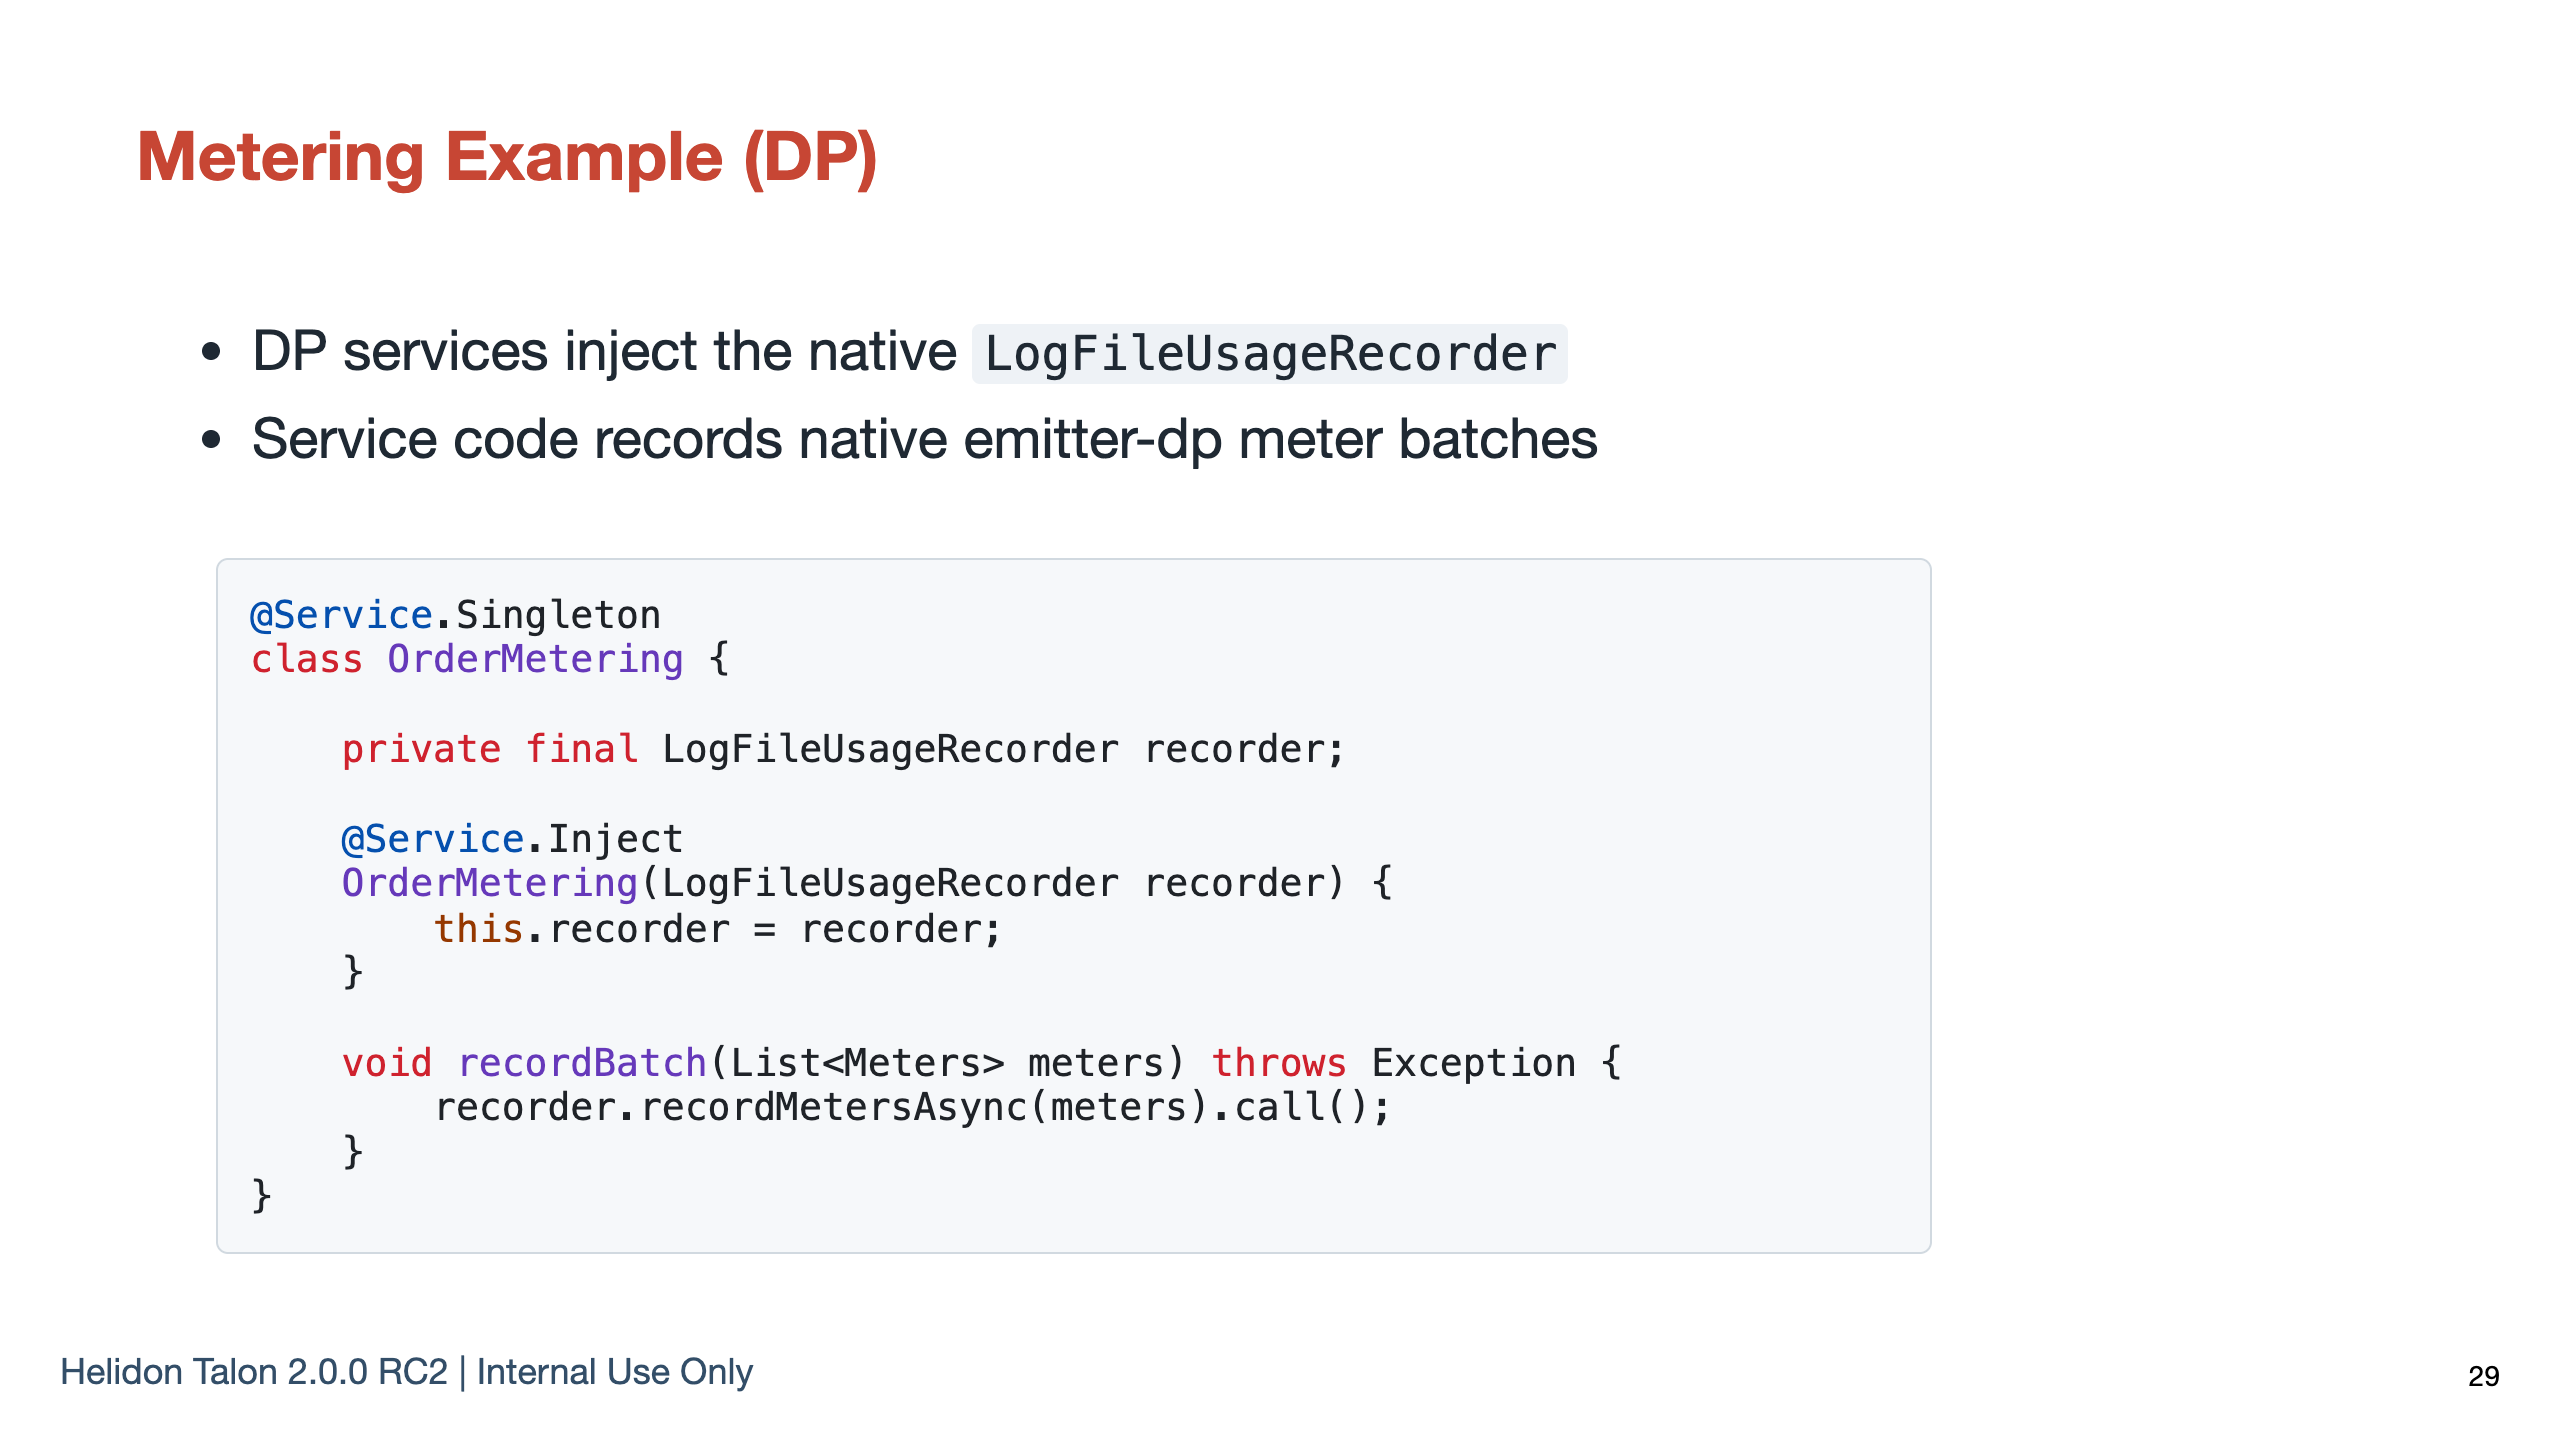 Metering Example (DP)
• DP services inject the native LogFileUsageRecorder
• Service code records native emitter-dp meter batches
@Service.Singleton
class OrderMetering {
    private final LogFileUsageRecorder recorder;
    @Service.Inject
    OrderMetering(LogFileUsageRecorder recorder) {
        this.recorder = recorder;
    }
    void recordBatch(List<Meters> meters) throws Exception {
        recorder.recordMetersAsync(meters).call();
    }
}
Helidon Talon 2.0.0 RC2 | Internal Use Only
29